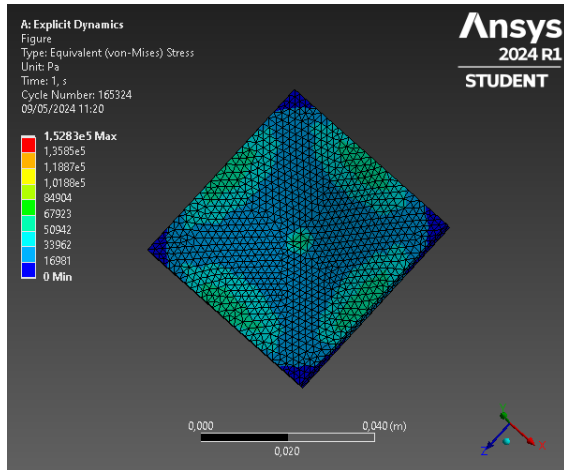 A: Explicit Dynamics
Figure
Type: Equivalent (von-Mises) Stress
Unit: Pa
Time: 1, s
Cycle Number: 165324
09/05/2024 11:20
1,5283e5 Max
1,3585e5
1,1887e5
1,0188e5
84904
67923
50942
33962
16981
0 Min
Ansys
2024 R1
STUDENT
0,000
0,040 (m)
0,020
Y
X
Z